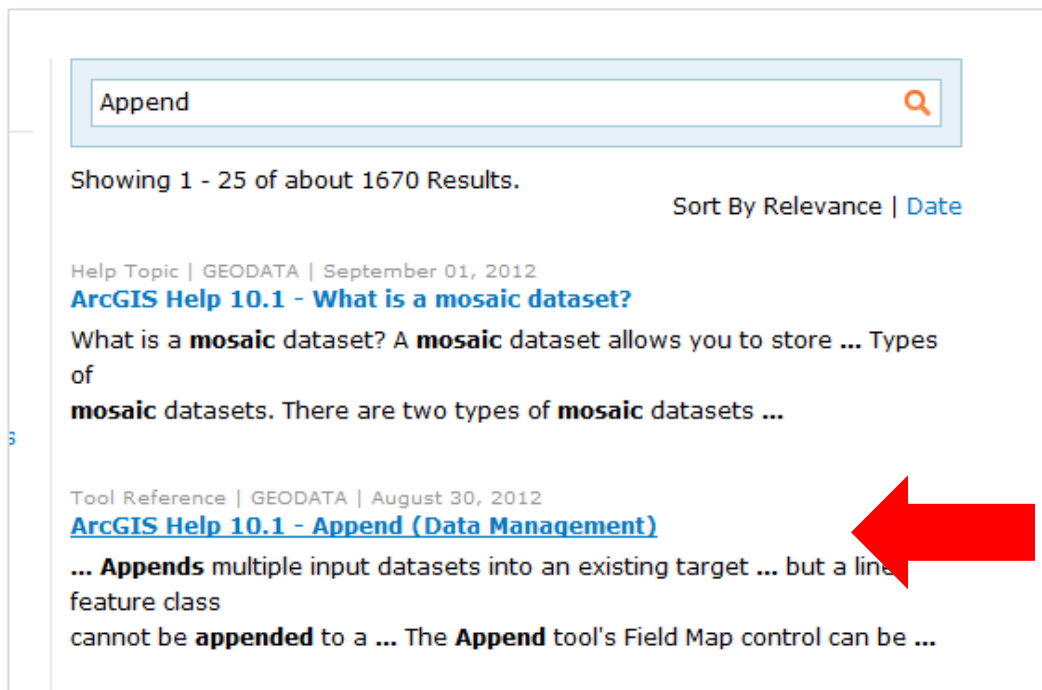 Append
Showing 1 - 25 of about 1670 Results.
Sort By Relevance | Date
Help Topic | GEODATA | September 01, 2012
ArcGIS Help 10.1 - What is a mosaic dataset?
What is a mosaic dataset? A mosaic dataset allows you to store ... Types
of
mosaic datasets. There are two types of mosaic datasets ...
s
Tool Reference | GEODATA | August 30, 2012
ArcGIS Help 10.1 - Append (Data Management)
... Appends multiple input datasets into an existing target ... but a line
feature class
cannot be appended to a ... The Append tool's Field Map control can be ...